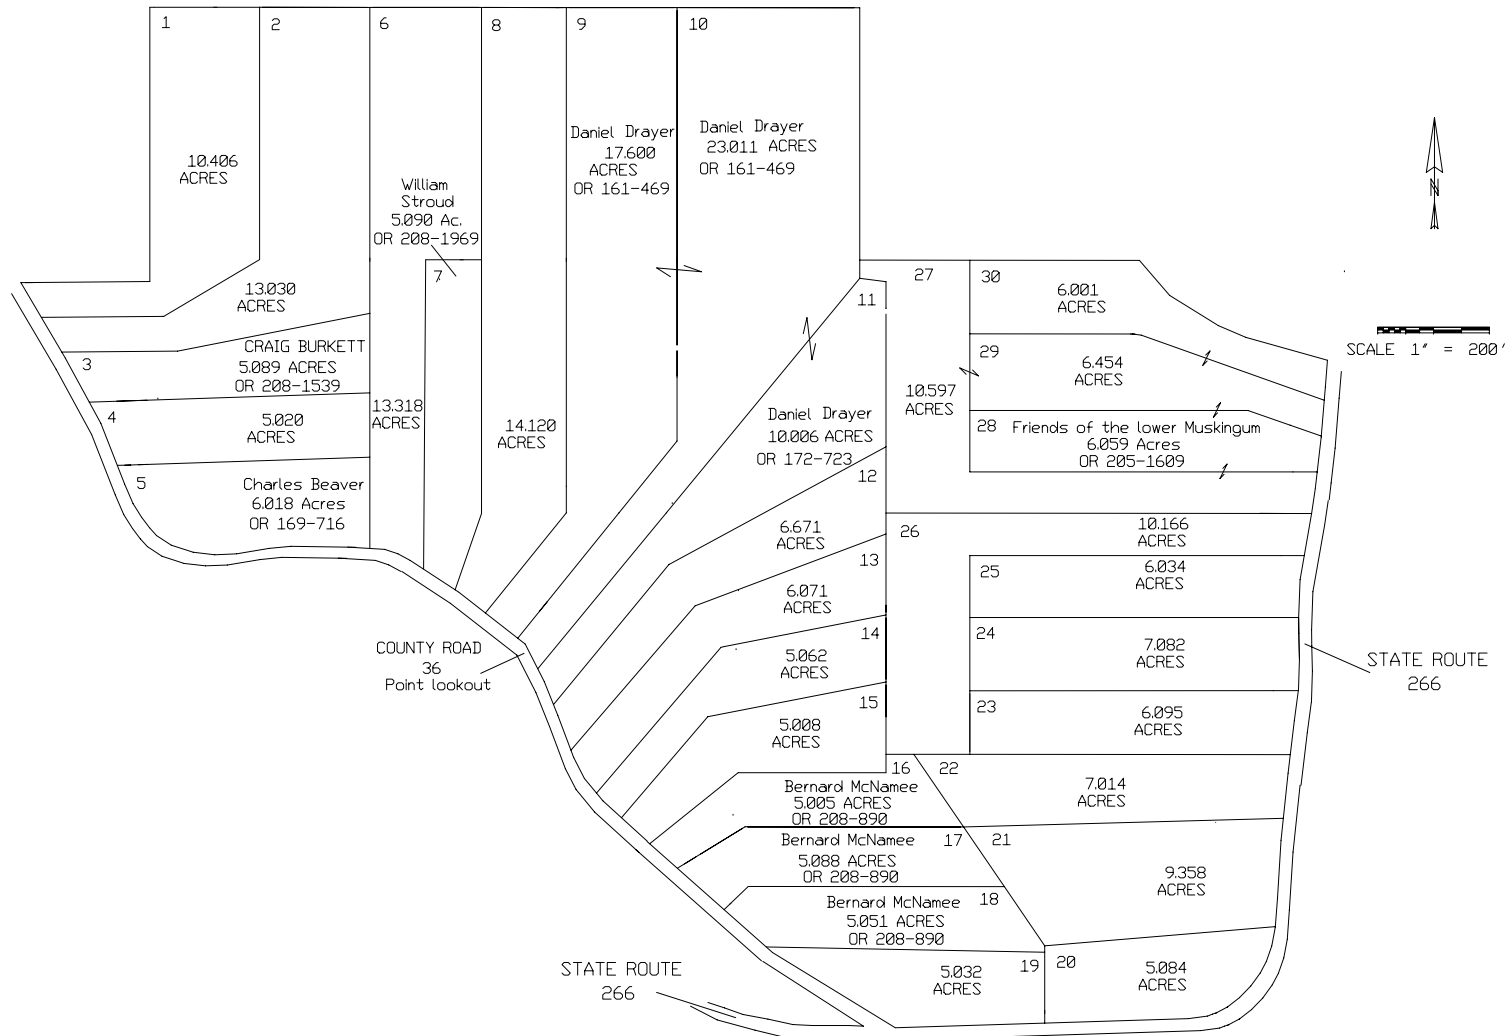 1
2
6
8
9
10
10.406
ACRES
William
Stroud
5.090 Ac.
OR 208-1969
7
Daniel Drayer
17.600
ACRES
OR 161-469
Daniel Drayer
23.011 ACRES
OR 161-469
N
13.030
ACRES
3
CRAIG BURKETT
5.089 ACRES
OR 208-1539
4
5.020
ACRES
5
Charles Beaver
6.018 Acres
OR 169-716
13.318
ACRES
14.120
ACRES
11
Daniel Drayer
10.006 ACRES
OR 172-723
27
10.597
ACRES
30
6.001
ACRES
SCALE 1" = 200'
29
6.454
ACRES
28
Friends of the lower Muskingum
6.059 Acres
OR 205-1609
12
6.671
ACRES
13
6.071
ACRES
26
10.166
ACRES
25
6.034
ACRES
14
5.062
ACRES
24
7.082
ACRES
COUNTY ROAD
36
Point lookout
STATE ROUTE
266
15
5.008
ACRES
23
6.095
ACRES
16
Bernard McNamee
5.005 ACRES
OR 208-890
22
7.014
ACRES
17
Bernard McNamee
5.088 ACRES
OR 208-890
21
9.358
ACRES
18
Bernard McNamee
5.051 ACRES
OR 208-890
19
5.032
ACRES
20
5.084
ACRES
STATE ROUTE
266